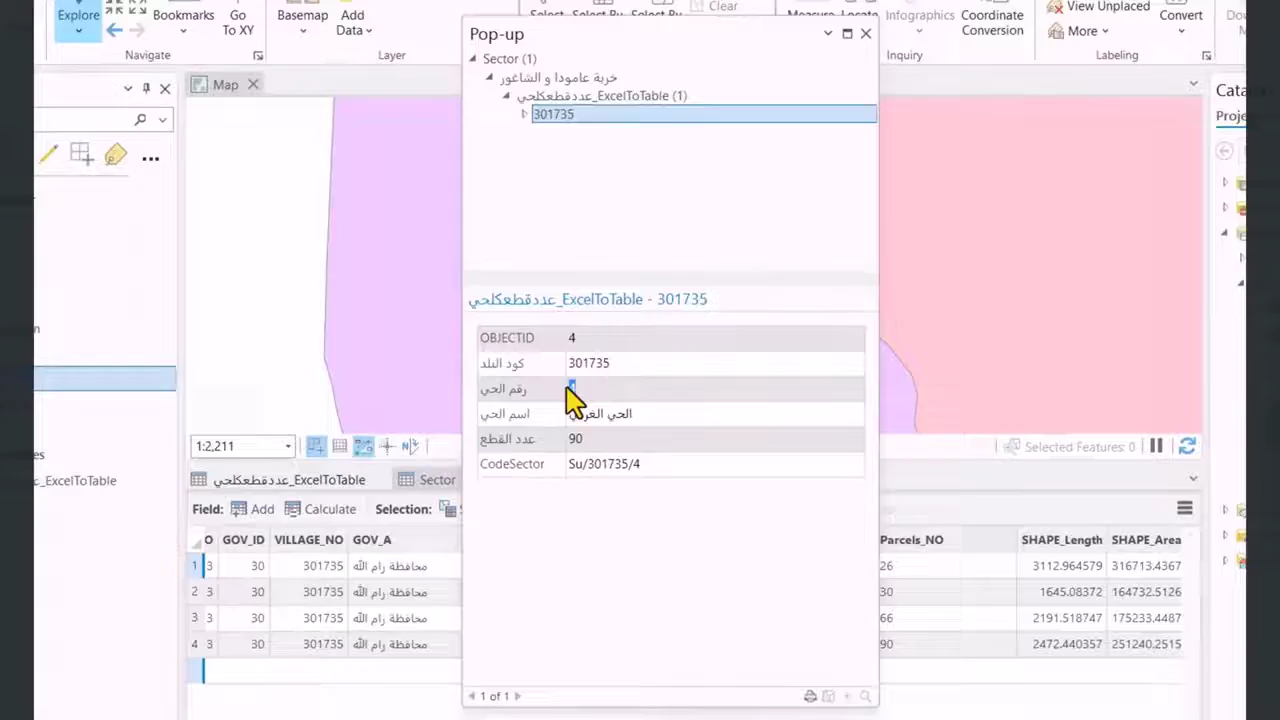 Explore
Bookmarks
Go To XY
Basemap
Add Data
Clear
Infographics
Coordinate Conversion
View Unplaced
More
Convert
Navigate
Layer
Inquiry
Labeling
Map
Pop-up
Sector (1)
خربة عامودا و الشاغور
عددقطعكلحي_ExcelToTable (1)
301735
Proje
عددقطعكلحي_ExcelToTable - 301735
OBJECTID 4
كود البلد 301735
رقم الحي
اسم الحي الحي الغربي
عدد القطع 90
CodeSector Su/301735/4
1:2,211
Selected Features: 0
_ExcelToTable
عددقطعكلحي_ExcelToTable
Sector
Field: Add Calculate Selection:
O GOV_ID VILLAGE_NO GOV_A Parcels_NO SHAPE_Length SHAPE_Area
1 3 30 301735 محافظة رام الله 26 3112.964579 316713.4367
2 3 30 301735 محافظة رام الله 30 1645.08372 164732.5126
3 3 30 301735 محافظة رام الله 66 2191.518747 175233.4487
4 3 30 301735 محافظة رام الله 90 2472.440357 251240.2515
1 of 1